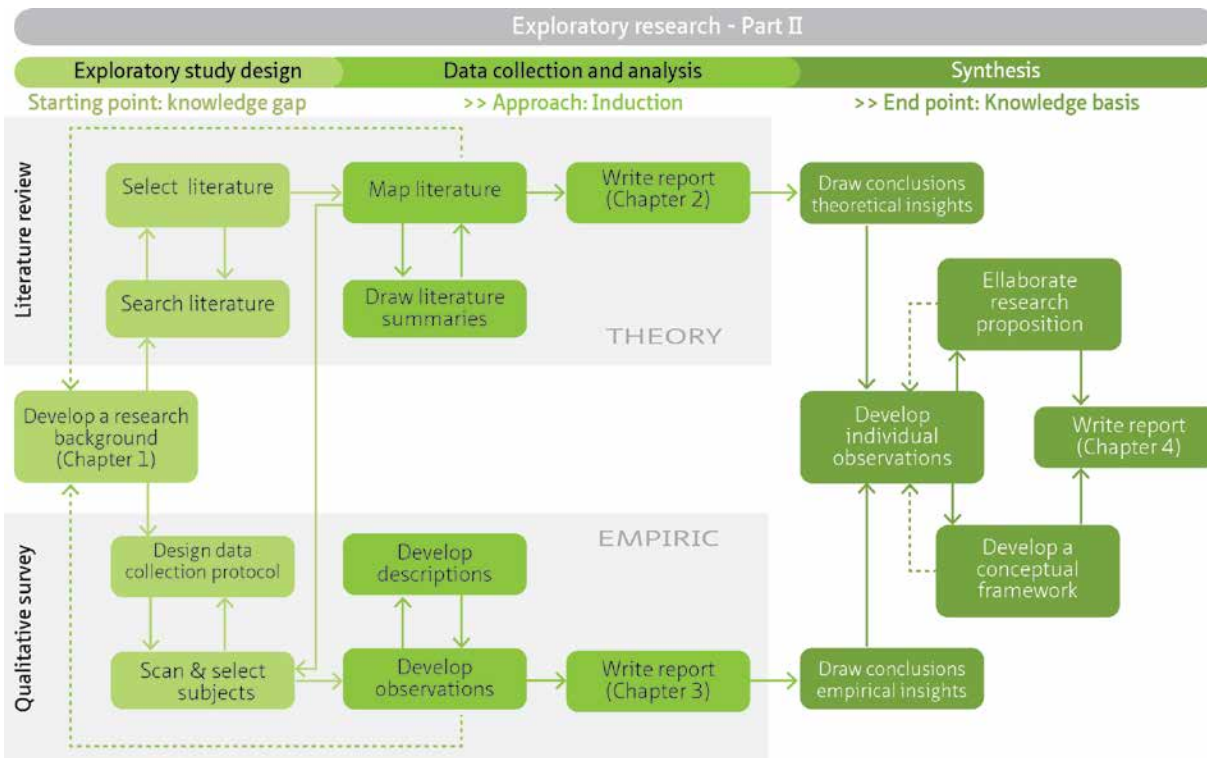 Exploratory research - Part II
Exploratory study design
Data collection and analysis
Synthesis
Starting point: knowledge gap
>> Approach: Induction
>> End point: Knowledge basis
Literature review
Select literature
Map literature
Write report
(Chapter 2)
Draw conclusions
theoretical insights
Search literature
Draw literature
summaries
THEORY
Ellaborate
research
proposition
Develop a research
background
(Chapter 1)
Develop
individual
observations
Write report
(Chapter 4)
Qualitative survey
EMPIRIC
Design data
collection protocol
Develop
descriptions
Develop a
conceptual
framework
Scan & select
subjects
Develop
observations
Write report
(Chapter 3)
Draw conclusions
empirical insights